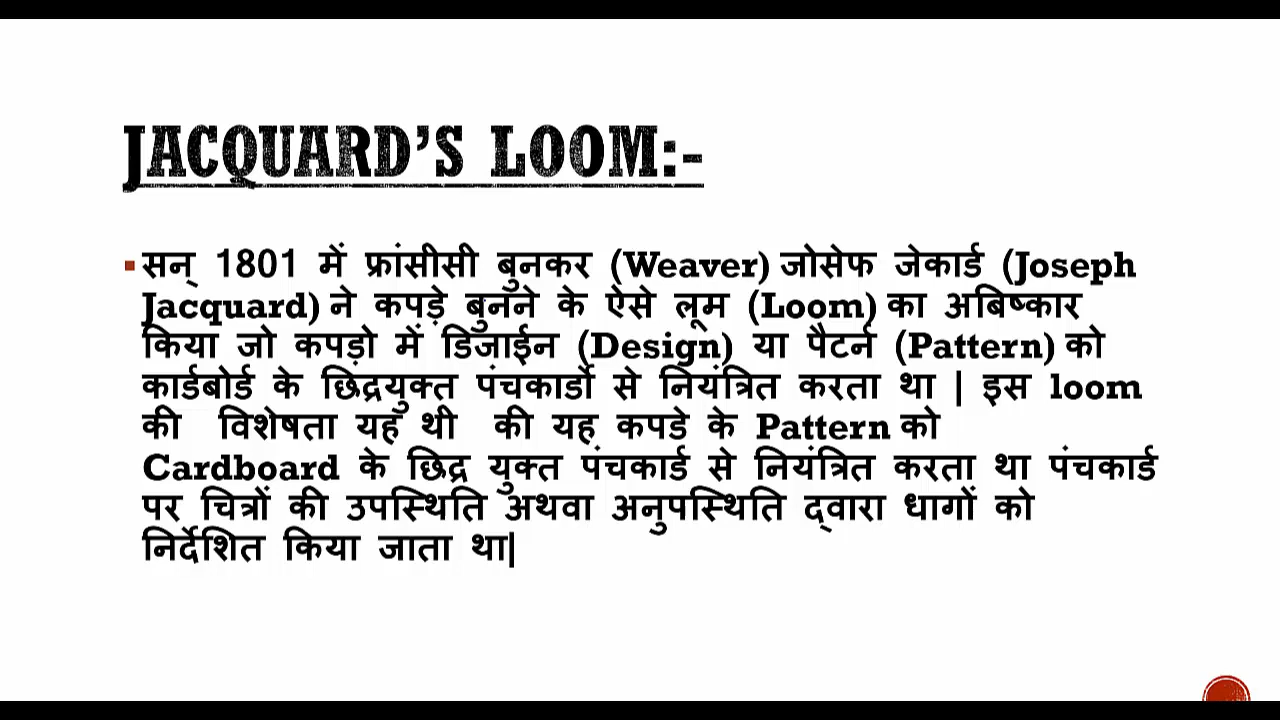 JACQUARD'S LOOM:-
▪सन् 1801 में फ्रांसीसी बुनकर (Weaver) जोसेफ जेकार्ड (Joseph
Jacquard) ने कपड़े बुनने के ऐसे लूम (Loom) का अबिष्कार
किया जो कपड़ो में डिजाईन (Design) या पैटर्न (Pattern) को
कार्डबोर्ड के छिद्रयुक्त पंचकार्डो से नियंत्रित करता था | इस loom
की विशेषता यह थी की यह कपडे के Pattern को
Cardboard के छिद्र युक्त पंचकार्ड से नियंत्रित करता था पंचकार्ड
पर चित्रों की उपस्थिति अथवा अनुपस्थिति द्वारा धागों को
निर्देशित किया जाता था|